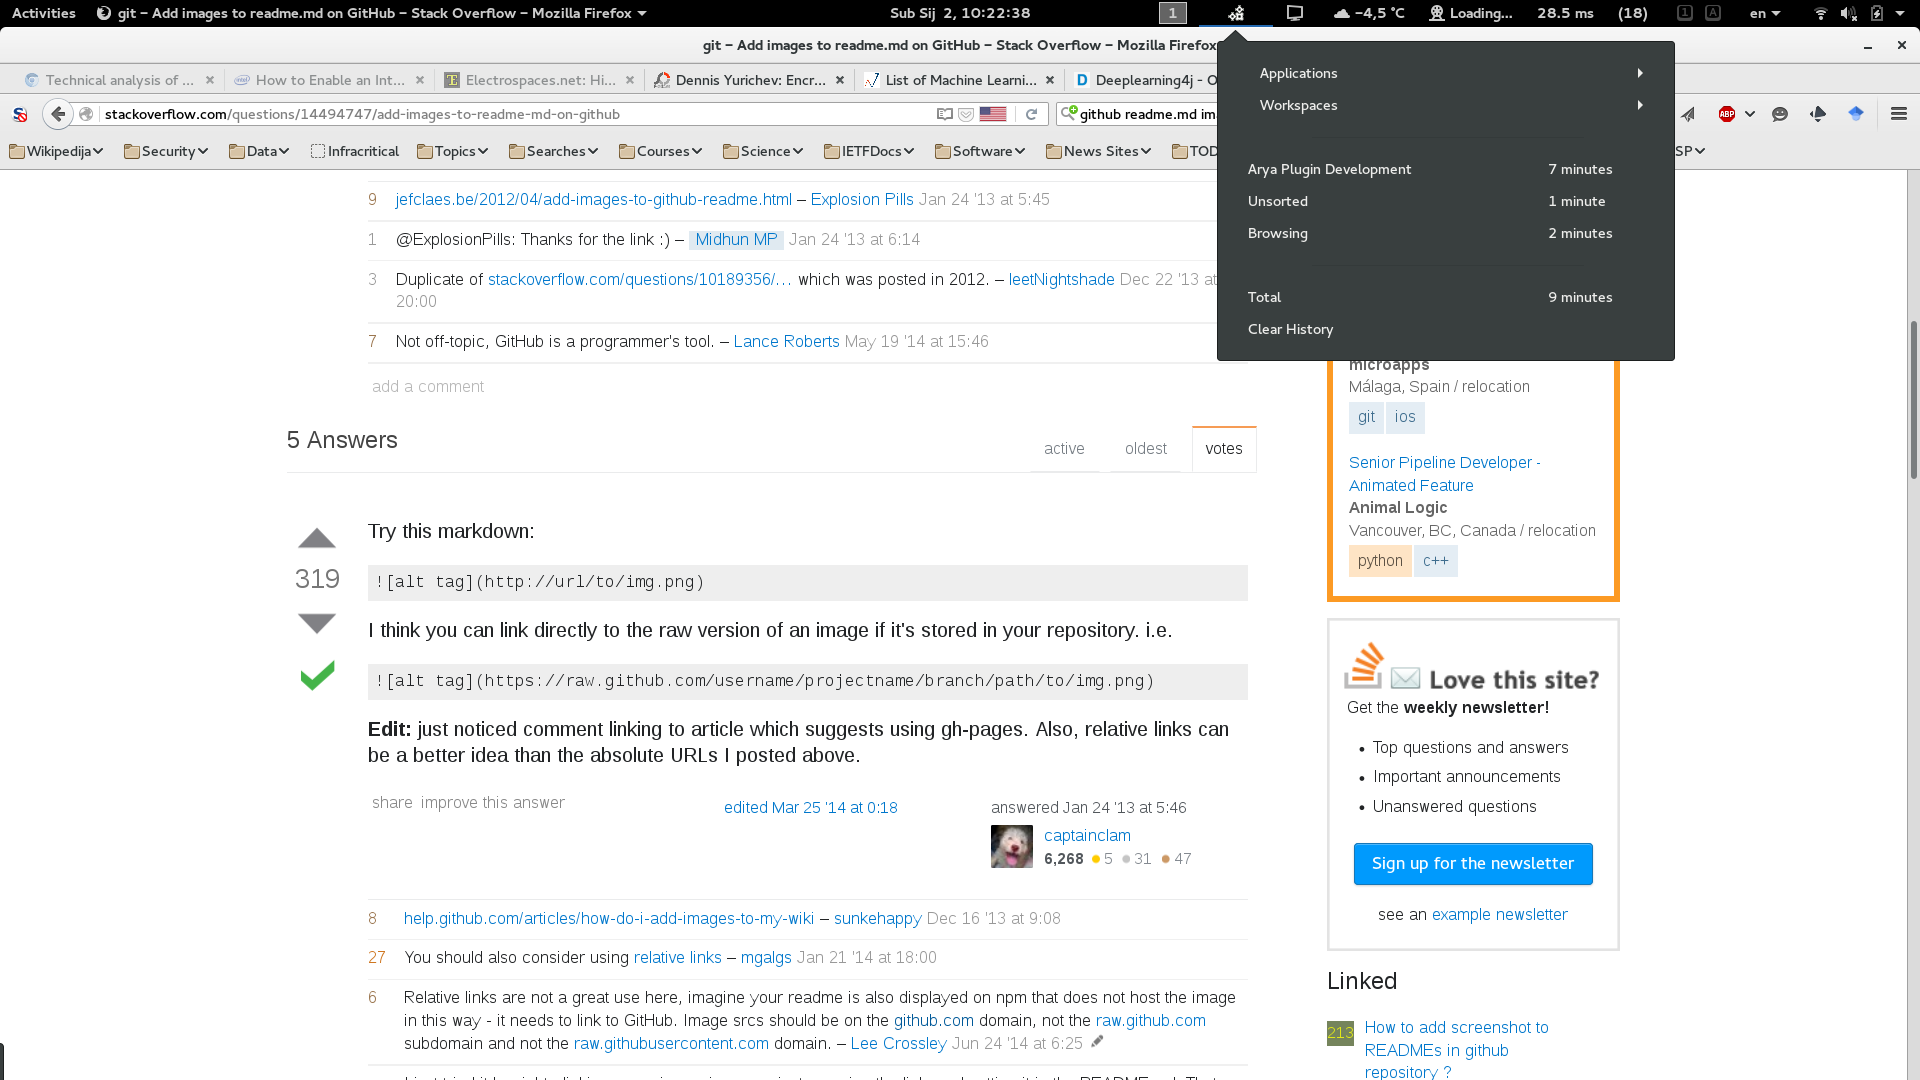 Activities
git – Add images to readme.md on GitHub – Stack Overflow – Mozilla Firefox
Sub Sij 2, 10:22:38
1
−4,5 °C
Loading...
28.5 ms
(18)
1
A
en
git – Add images to readme.md on GitHub – Stack Overflow – Mozilla Firefox
Technical analysis of ...
How to Enable an Int...
Electrospaces.net: Hi...
Dennis Yurichev: Encr...
List of Machine Learni...
Deeplearning4j - O
stackoverflow.com/questions/14494747/add-images-to-readme-md-on-github
github readme.md im
ABP
Wikipedija
Security
Data
Infracritical
Topics
Searches
Courses
Science
IETFDocs
Software
News Sites
TOD
SP
Applications
Workspaces
Arya Plugin Development 7 minutes
Unsorted 1 minute
Browsing 2 minutes
Total 9 minutes
Clear History
9 jefclaes.be/2012/04/add-images-to-github-readme.html – Explosion Pills Jan 24 '13 at 5:45
1 @ExplosionPills: Thanks for the link :) – Midhun MP Jan 24 '13 at 6:14
3 Duplicate of stackoverflow.com/questions/10189356/… which was posted in 2012. – leetNightshade Dec 22 '13 at
20:00
7 Not off-topic, GitHub is a programmer's tool. – Lance Roberts May 19 '14 at 15:46
add a comment
5 Answers
active
oldest
votes
319
Try this markdown:
![alt tag](http://url/to/img.png)
I think you can link directly to the raw version of an image if it's stored in your repository. i.e.
![alt tag](https://raw.github.com/username/projectname/branch/path/to/img.png)
Edit: just noticed comment linking to article which suggests using gh-pages. Also, relative links can
be a better idea than the absolute URLs I posted above.
share improve this answer
edited Mar 25 '14 at 0:18
answered Jan 24 '13 at 5:46
captainclam
6,268 5 31 47
8 help.github.com/articles/how-do-i-add-images-to-my-wiki – sunkehappy Dec 16 '13 at 9:08
27 You should also consider using relative links – mgalgs Jan 21 '14 at 18:00
6 Relative links are not a great use here, imagine your readme is also displayed on npm that does not host the image
in this way - it needs to link to GitHub. Image srcs should be on the github.com domain, not the raw.github.com
subdomain and not the raw.githubusercontent.com domain. – Lee Crossley Jun 24 '14 at 6:25
microapps
Málaga, Spain / relocation
git ios
Senior Pipeline Developer -
Animated Feature
Animal Logic
Vancouver, BC, Canada / relocation
python c++
Love this site?
Get the weekly newsletter!
• Top questions and answers
• Important announcements
• Unanswered questions
Sign up for the newsletter
see an example newsletter
Linked
213
How to add screenshot to
READMEs in github
repository ?